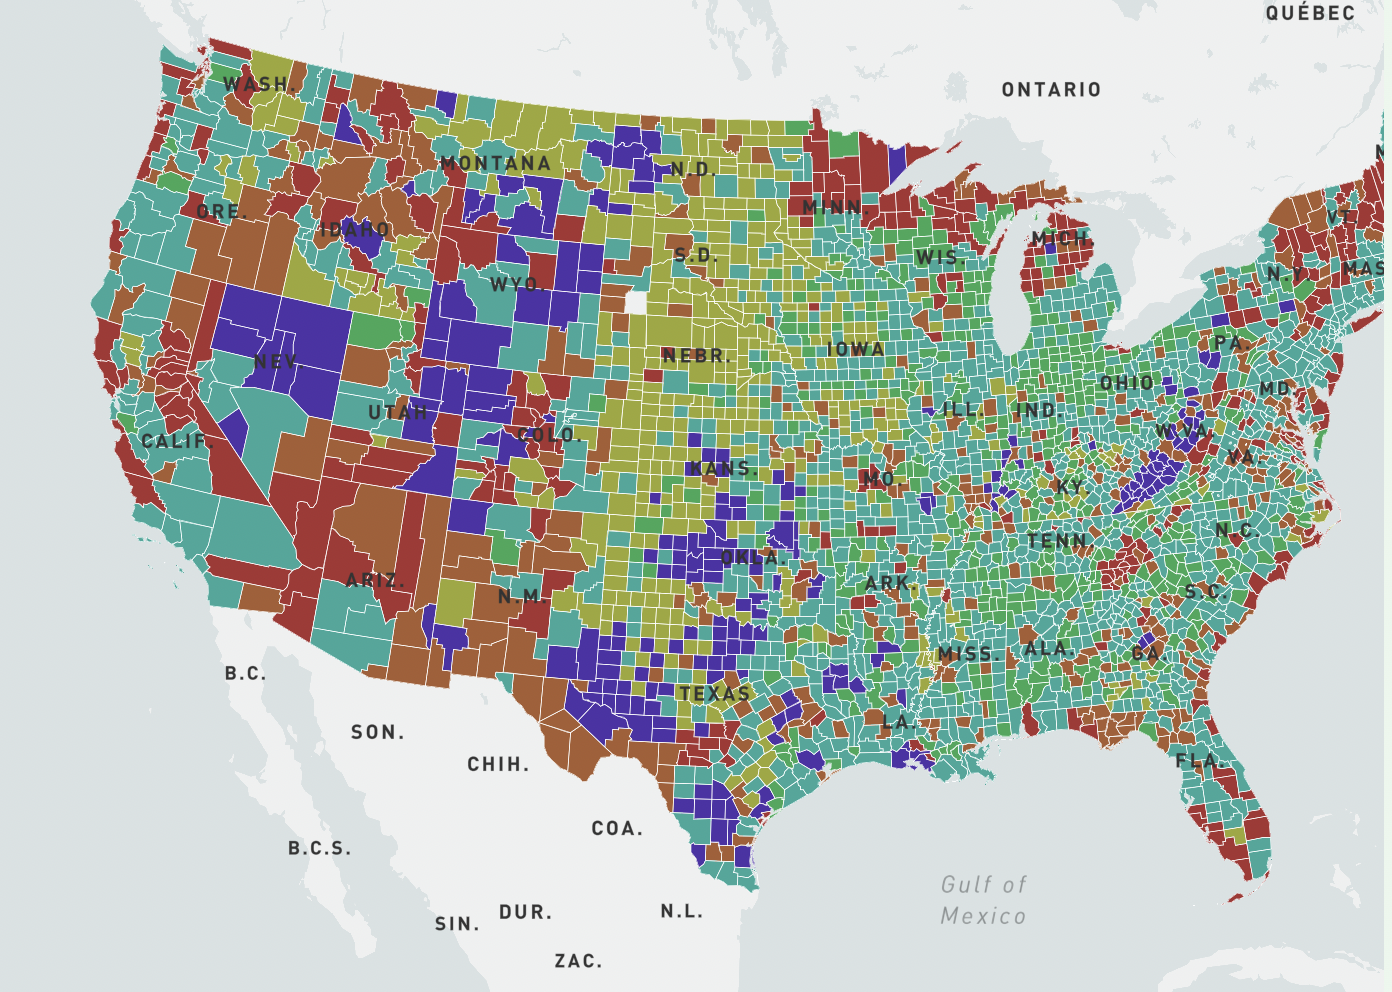 QUÉBEC
WASH.
ONTARIO
MONTANA
N.D.
ORE.
IDAHO
MINN.
VT.
MICH.
S.D.
WIS.
N.Y.
MAS
WYO.
NEV.
NEBR.
IOWA
PA.
OHIO
MD.
UTAH
COLO.
ILL.
IND.
W.VA.
CALIF.
KANS.
MO.
KY.
VA.
TENN
N.C.
ARIZ.
N.M.
OKLA.
ARK.
S.C.
B.C.
MISS.
ALA.
GA.
TEXAS
SON.
LA.
CHIH.
FLA.
COA.
B.C.S.
Gulf of
Mexico
SIN.
DUR.
N.L.
ZAC.